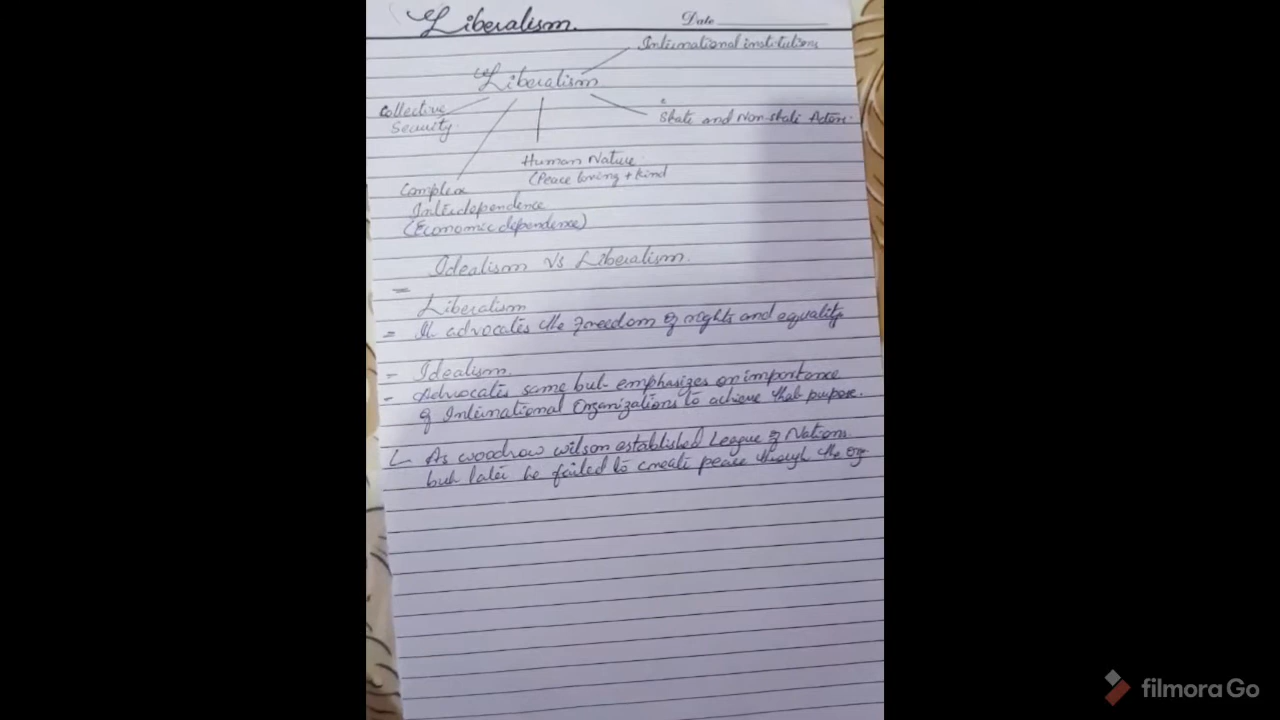 Liberalism.
Date
International institutions
Liberalism
Collective
Security.
State and Non-state Actors.
Human Nature
(Peace loving + kind
Complex
Interdependence
(Economic dependence)
Idealism Vs Liberalism.
=
Liberalism
= It advocates the Freedom of rights and equality
- Idealism.
- Advocates same but emphasizes on importance
of International Organizations to achieve that purpose.
As woodrow wilson established League of Nations
but later he failed to create peace through the org
filmora Go